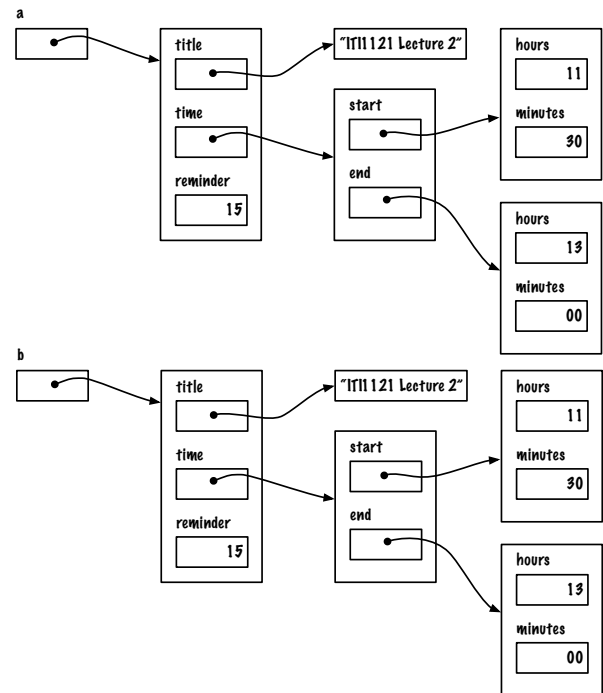 a
title
"ITI1121 Lecture 2"
hours
11
start
time
minutes
30
end
reminder
15
hours
13
minutes
00
b
title
"ITI1121 Lecture 2"
hours
11
start
time
minutes
30
end
reminder
15
hours
13
minutes
00